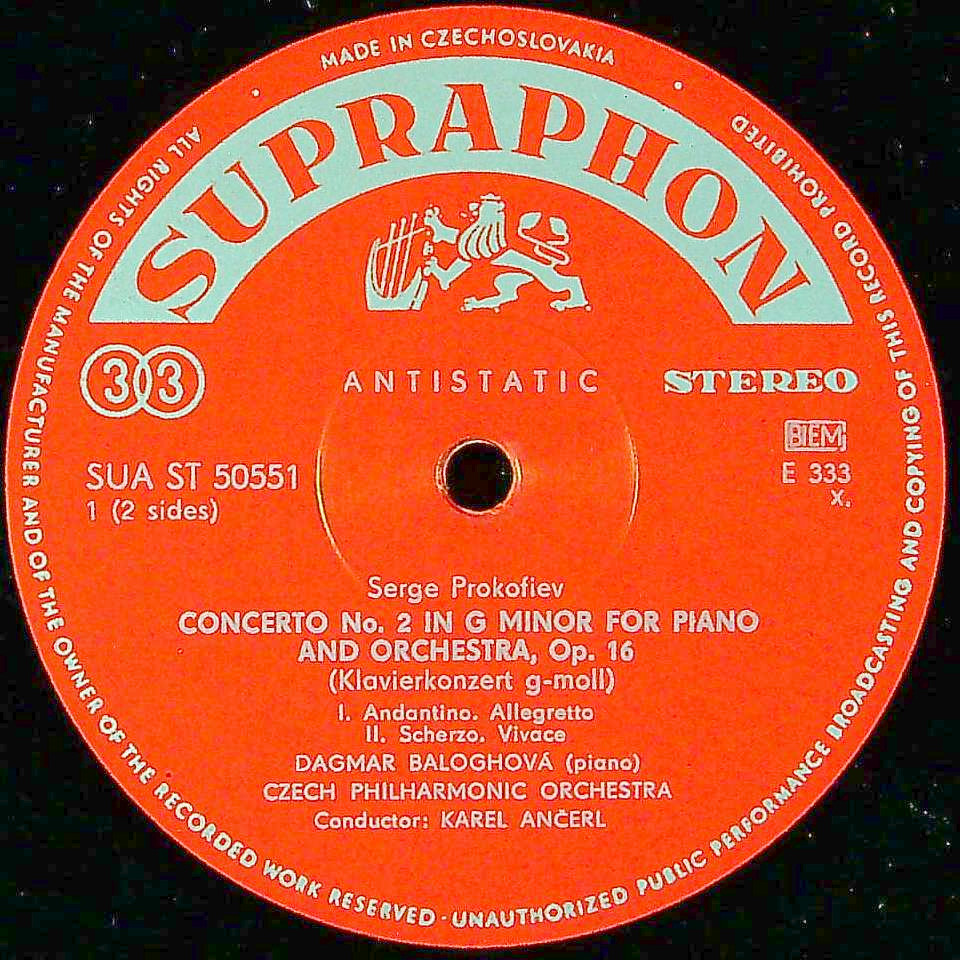 MADE IN CZECHOSLOVAKIA
SUPRAPHON
33
ANTISTATIC
STEREO
BIEM
SUA ST 50551
E 333
1 (2 sides)
x.
Serge Prokofiev
CONCERTO No. 2 IN G MINOR FOR PIANO
AND ORCHESTRA, Op. 16
(Klavierkonzert g-moll)
I. Andantino. Allegretto
II. Scherzo. Vivace
DAGMAR BALOGHOVÁ (piano)
CZECH PHILHARMONIC ORCHESTRA
Conductor: KAREL ANČERL
ALL RIGHTS OF THE MANUFACTURER AND OF THE OWNER OF THE RECORDED WORK RESERVED · UNAUTHORIZED PUBLIC PERFORMANCE BROADCASTING AND COPYING OF THIS RECORD PROHIBITED